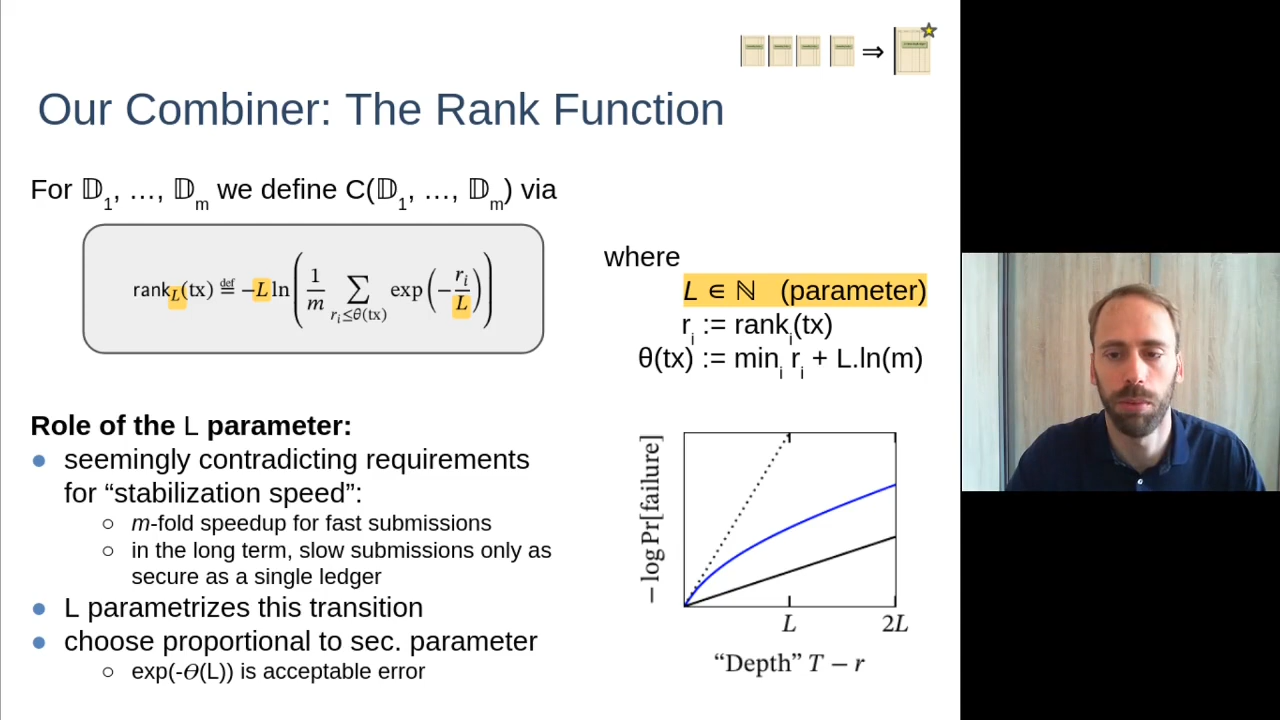 ⇒
Our Combiner: The Rank Function
For 𝔻1, …, 𝔻m we define C(𝔻1, …, 𝔻m) via
rankL(tx) ≝ −L ln ( 1/m ∑ ri≤θ(tx) exp ( − ri/L ) )
where
L ∈ ℕ (parameter)
ri := ranki(tx)
θ(tx) := mini ri + L.ln(m)
Role of the L parameter:
● seemingly contradicting requirements
for “stabilization speed”:
○ m-fold speedup for fast submissions
○ in the long term, slow submissions only as
secure as a single ledger
● L parametrizes this transition
● choose proportional to sec. parameter
○ exp(-Θ(L)) is acceptable error
− log Pr[failure]
L 2L
“Depth” T − r